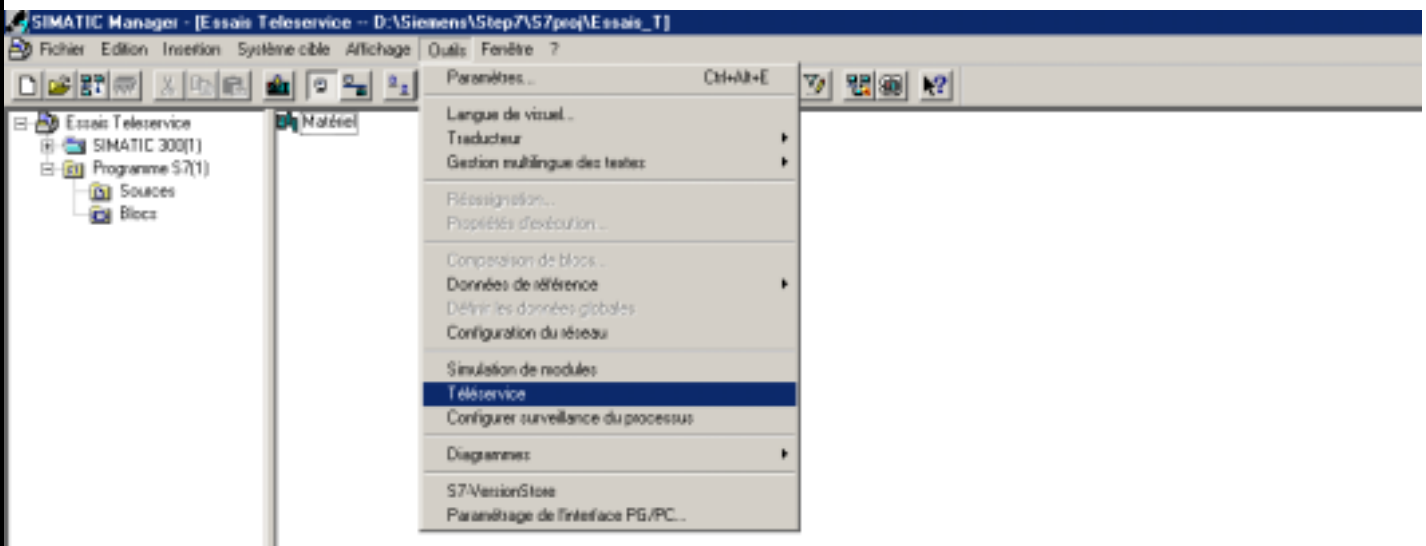 SIMATIC Manager - [Essais Teleservice -- D:\Siemens\Step7\S7proj\Essais_T]
Fichier Edition Insertion Système cible Affichage Outils Fenêtre ?
Paramètres... Ctrl+Alt+E
Langue de visuel...
Traducteur
Gestion multilingue des textes
Réassignation...
Propriétés d'exécution...
Comparaison de blocs...
Données de référence
Définir les données globales
Configuration du réseau
Simulation de modules
Téléservice
Configurer surveillance du processus
Diagrammes
S7-VersionStore
Paramétrage de l'interface PG/PC...
Essais Teleservice
SIMATIC 300(1)
Programme S7(1)
Sources
Blocs
Matériel